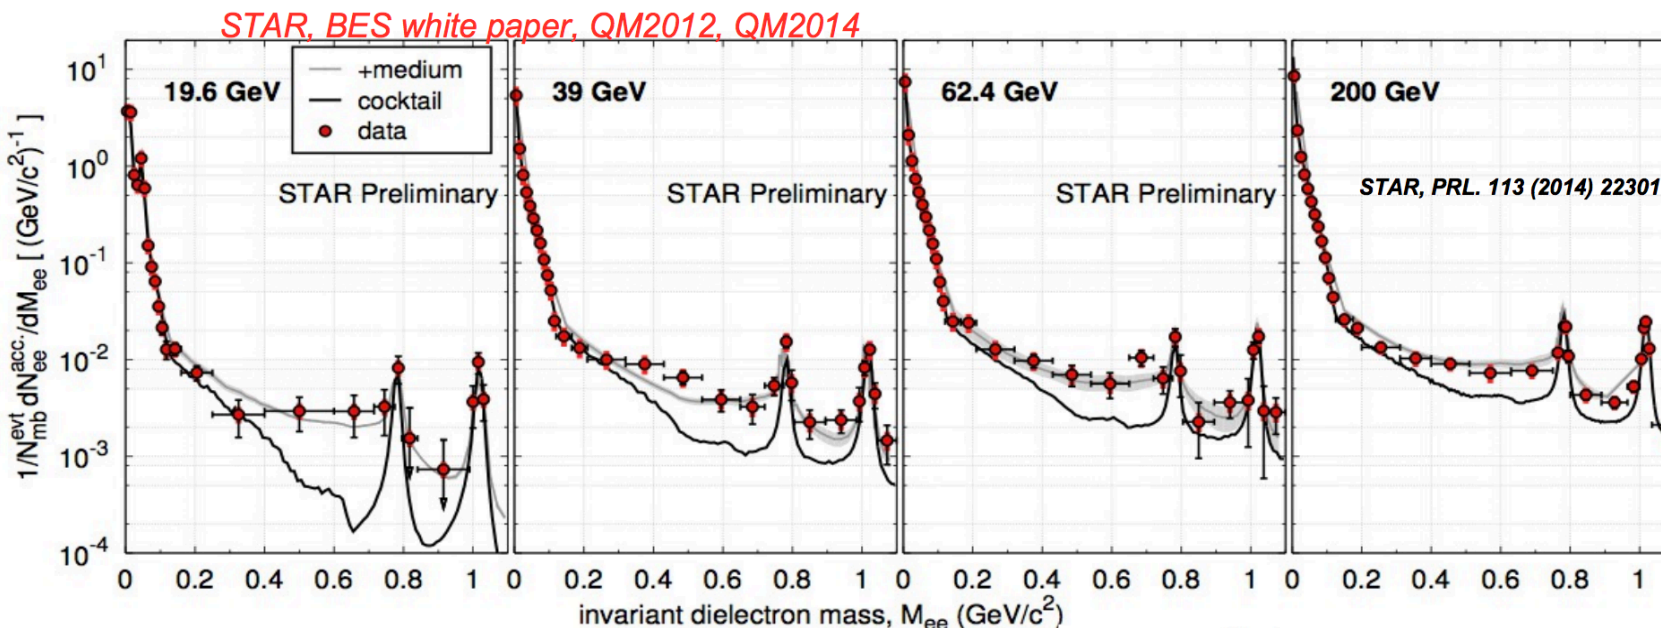 STAR, BES white paper, QM2012, QM2014
19.6 GeV
+medium
cocktail
data
STAR Preliminary
39 GeV
STAR Preliminary
62.4 GeV
STAR Preliminary
200 GeV
STAR, PRL. 113 (2014) 22301
1/N^evt_mb dN^acc._ee/dM_ee [ (GeV/c²)⁻¹ ]
10¹
10⁰
10⁻¹
10⁻²
10⁻³
10⁻⁴
0 0.2 0.4 0.6 0.8 1 0 0.2 0.4 0.6 0.8 1 0 0.2 0.4 0.6 0.8 1 0 0.2 0.4 0.6 0.8 1
invariant dielectron mass, M_ee (GeV/c²)